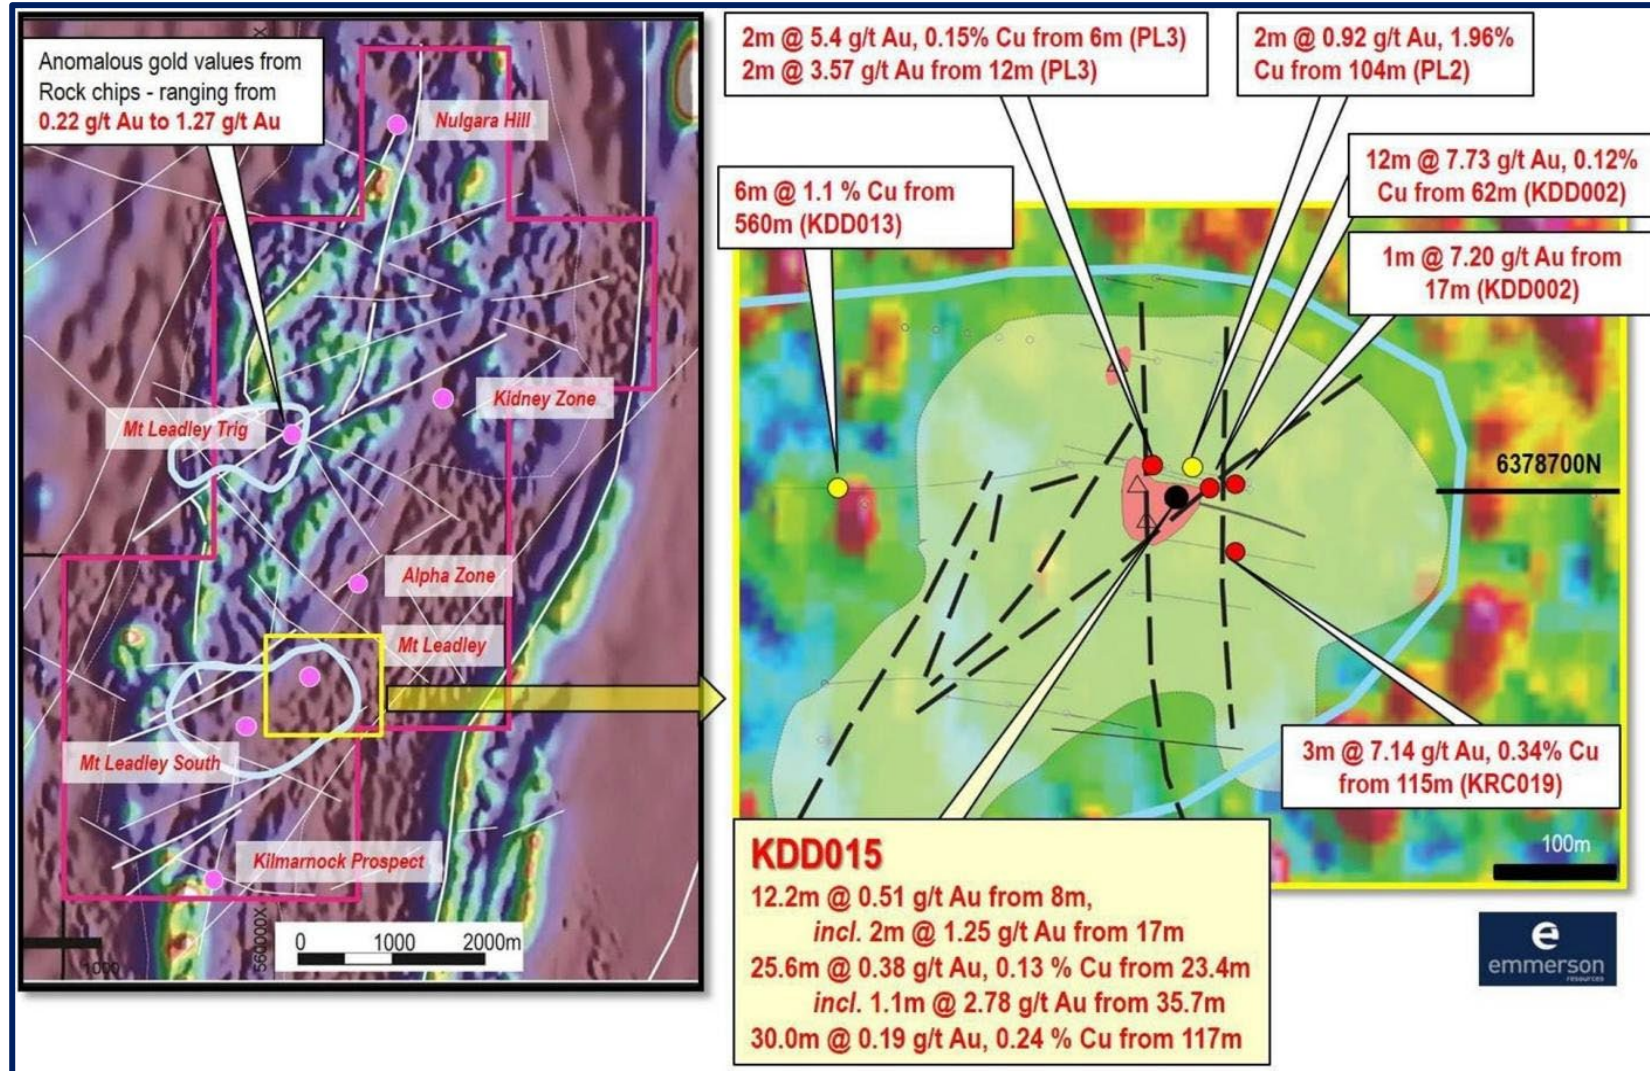 Anomalous gold values from
Rock chips - ranging from
0.22 g/t Au to 1.27 g/t Au
Nulgara Hill
Kidney Zone
Mt Leadley Trig
Alpha Zone
Mt Leadley
Mt Leadley South
Kilmarnock Prospect
0 1000 2000m
1000
2m @ 5.4 g/t Au, 0.15% Cu from 6m (PL3)
2m @ 3.57 g/t Au from 12m (PL3)
2m @ 0.92 g/t Au, 1.96%
Cu from 104m (PL2)
12m @ 7.73 g/t Au, 0.12%
Cu from 62m (KDD002)
6m @ 1.1 % Cu from
560m (KDD013)
1m @ 7.20 g/t Au from
17m (KDD002)
6378700N
3m @ 7.14 g/t Au, 0.34% Cu
from 115m (KRC019)
100m
KDD015
12.2m @ 0.51 g/t Au from 8m,
incl. 2m @ 1.25 g/t Au from 17m
25.6m @ 0.38 g/t Au, 0.13 % Cu from 23.4m
incl. 1.1m @ 2.78 g/t Au from 35.7m
30.0m @ 0.19 g/t Au, 0.24 % Cu from 117m
e
emmerson
resources